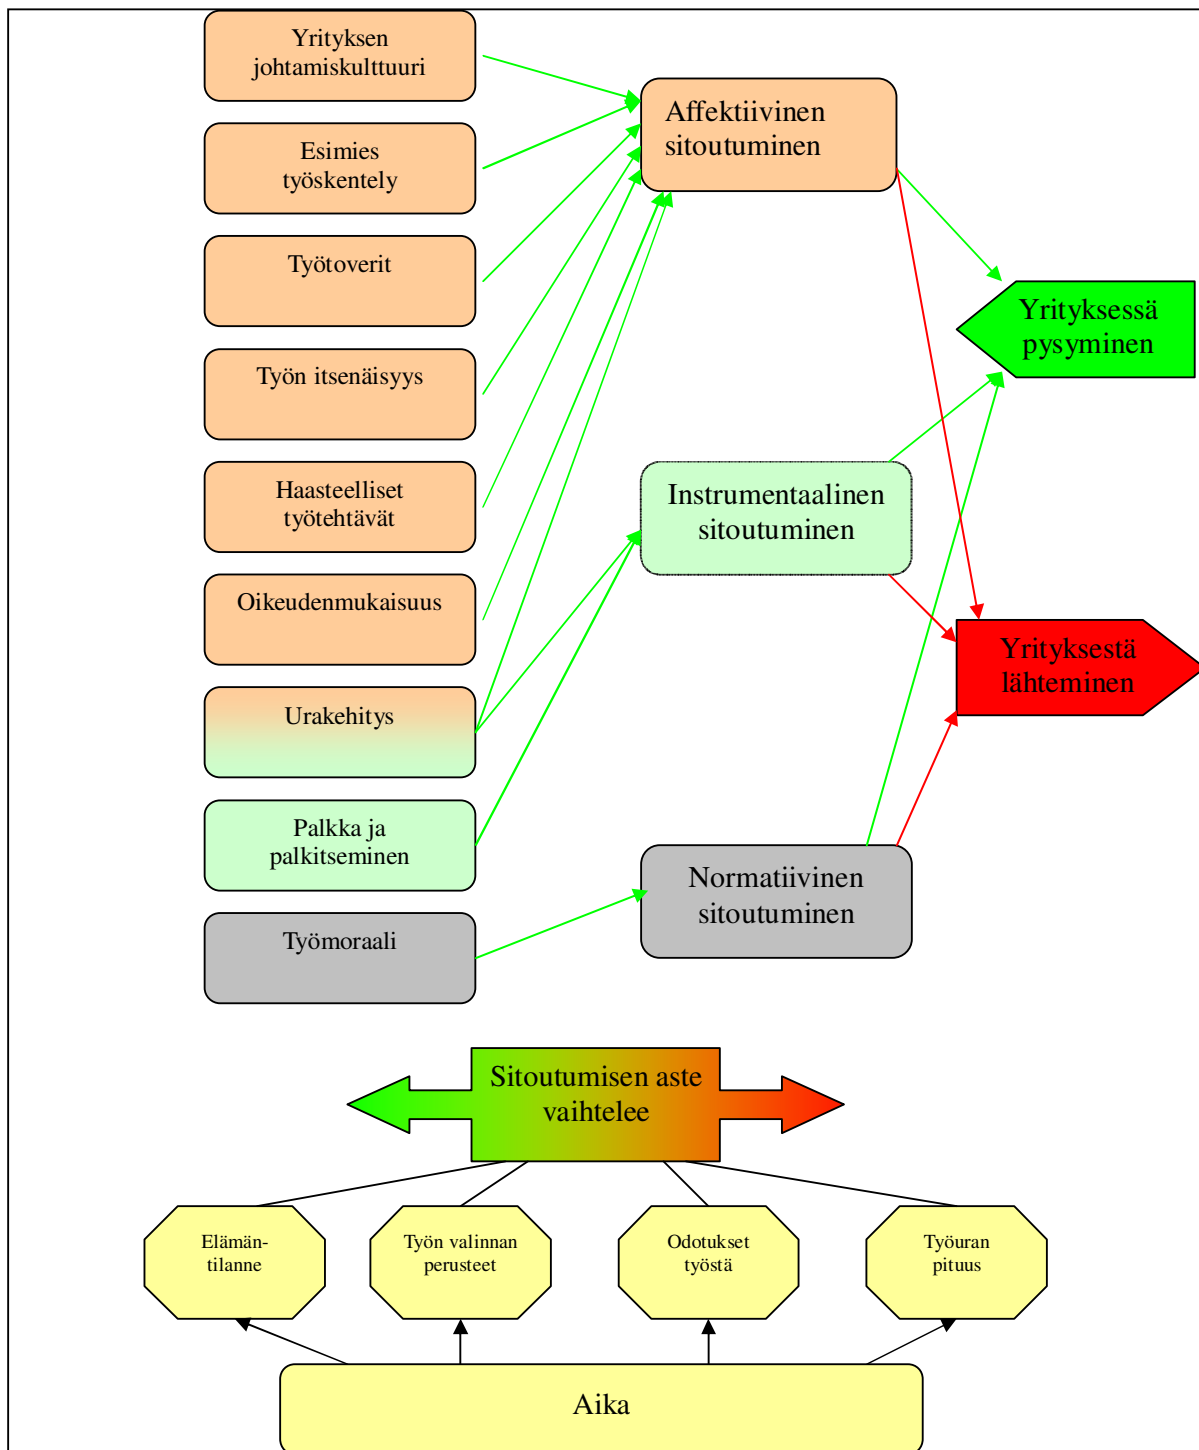 Yrityksen
johtamiskulttuuri
Esimies
työskentely
Työtoverit
Työn itsenäisyys
Haasteelliset
työtehtävät
Oikeudenmukaisuus
Urakehitys
Palkka ja
palkitseminen
Työmoraali
Affektiivinen
sitoutuminen
Instrumentaalinen
sitoutuminen
Normatiivinen
sitoutuminen
Yrityksessä
pysyminen
Yrityksestä
lähteminen
Sitoutumisen aste
vaihtelee
Elämän-
tilanne
Työn valinnan
perusteet
Odotukset
työstä
Työuran
pituus
Aika